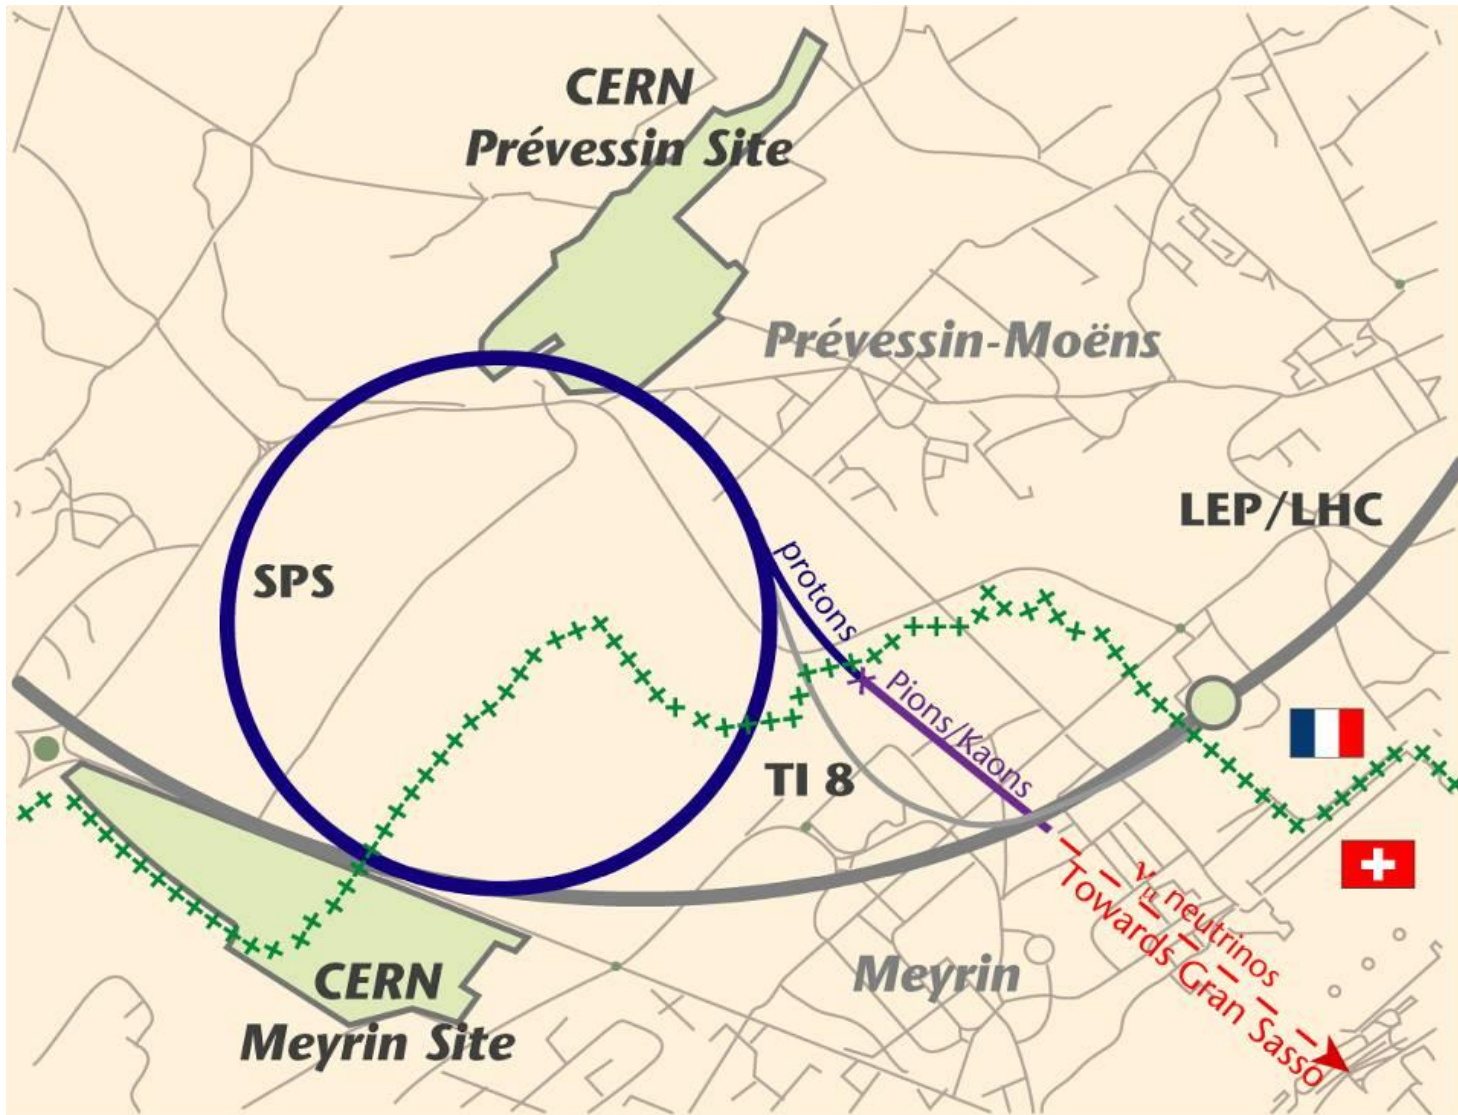 CERN
Prévessin Site
Prévessin-Moëns
LEP/LHC
SPS
protons
Pions/Kaons
TI 8
νμ neutrinos
Towards Gran Sasso
Meyrin
CERN
Meyrin Site